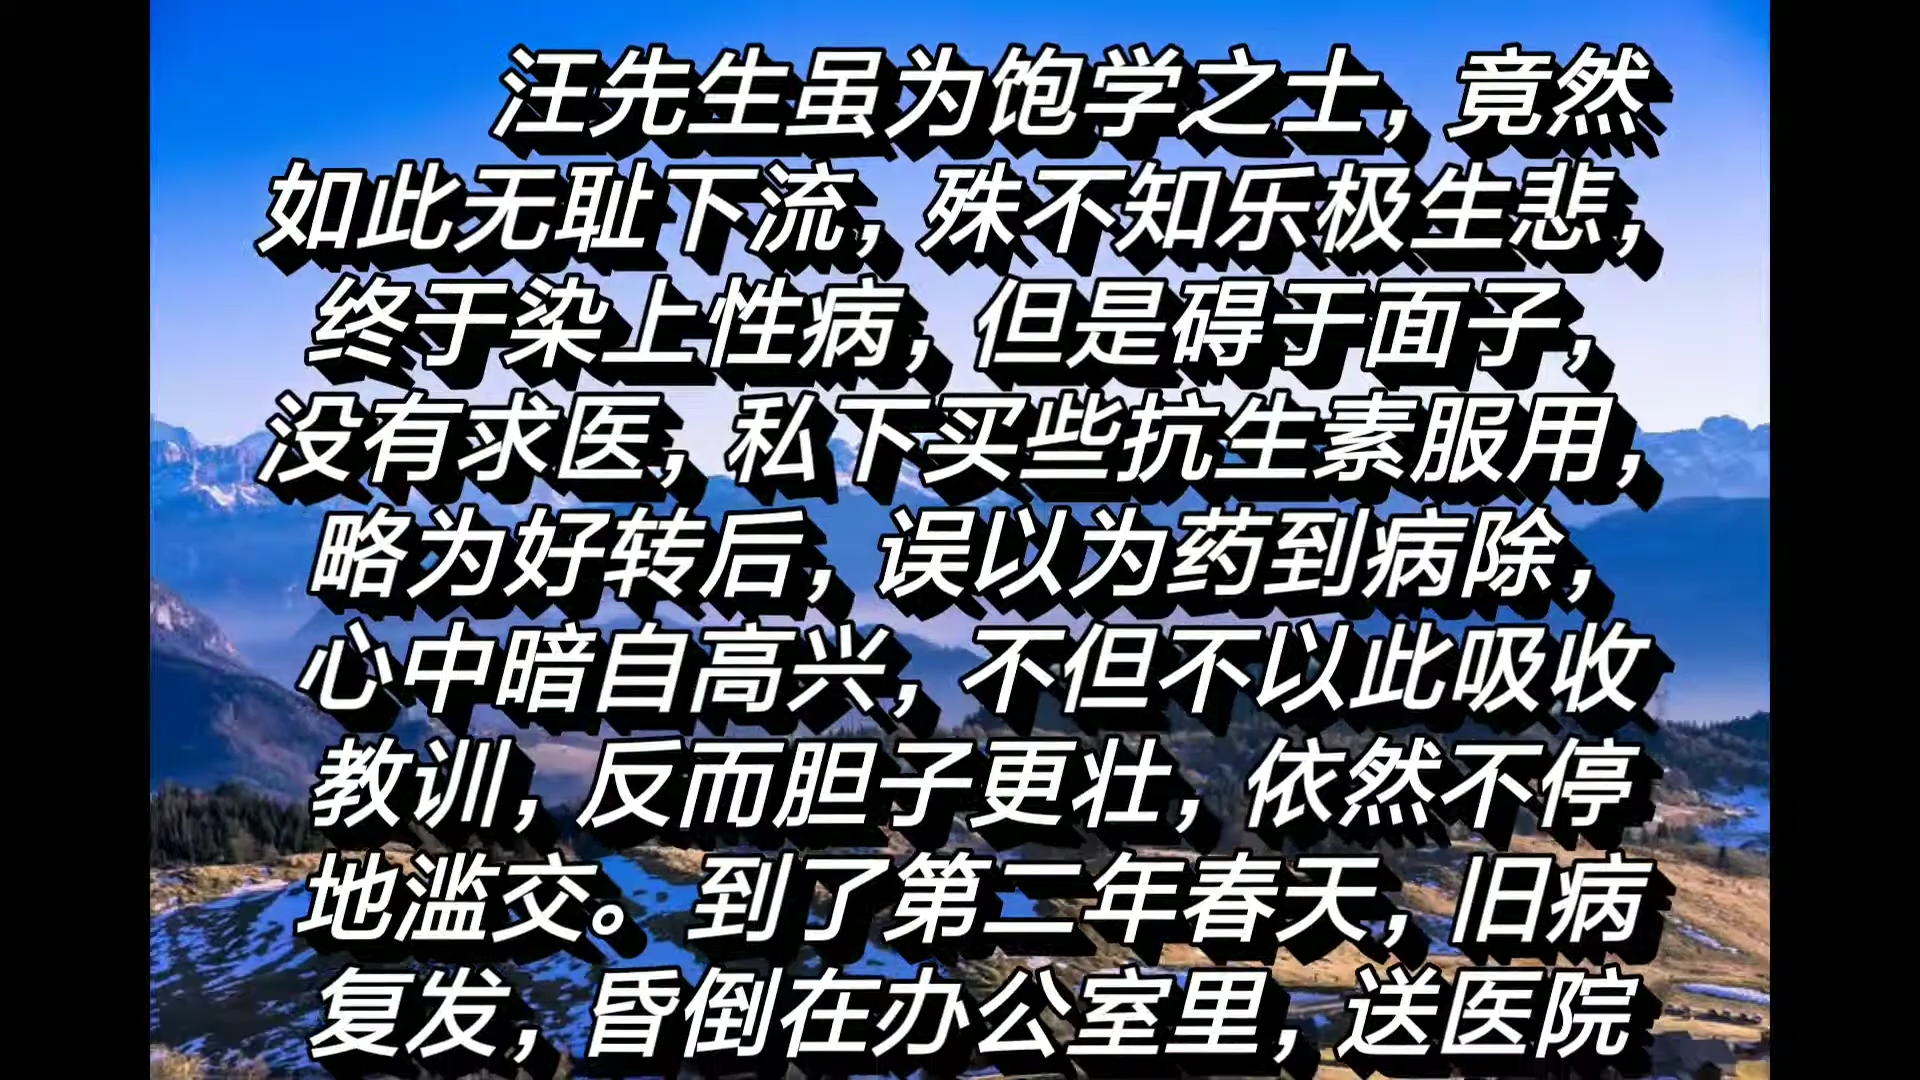 汪先生虽为饱学之士，竟然
如此无耻下流，殊不知乐极生悲，
终于染上性病，但是碍于面子，
没有求医，私下买些抗生素服用，
略为好转后，误以为药到病除，
心中暗自高兴，不但不以此吸收
教训，反而胆子更壮，依然不停
地滥交。到了第二年春天，旧病
复发，昏倒在办公室里，送医院